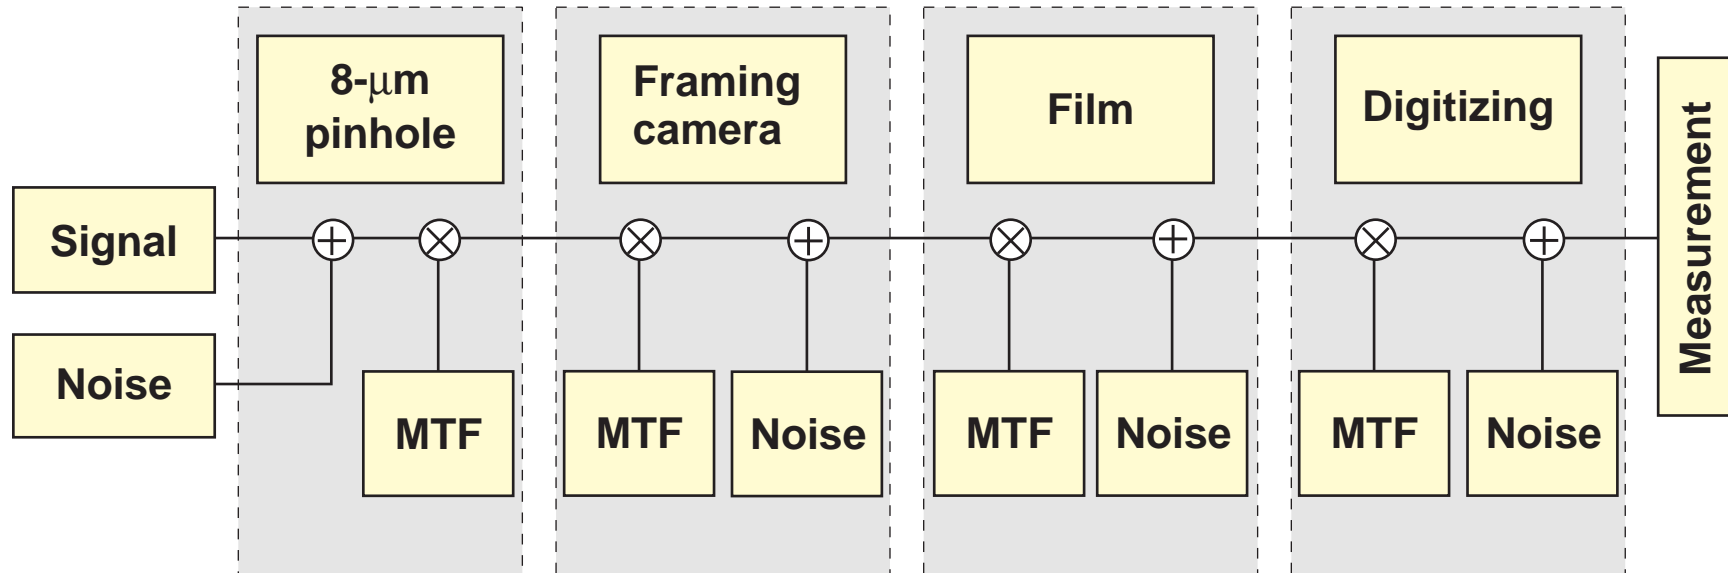 8-μm
pinhole
Framing
camera
Film
Digitizing
Signal
Noise
MTF
MTF
Noise
MTF
Noise
MTF
Noise
Measurement